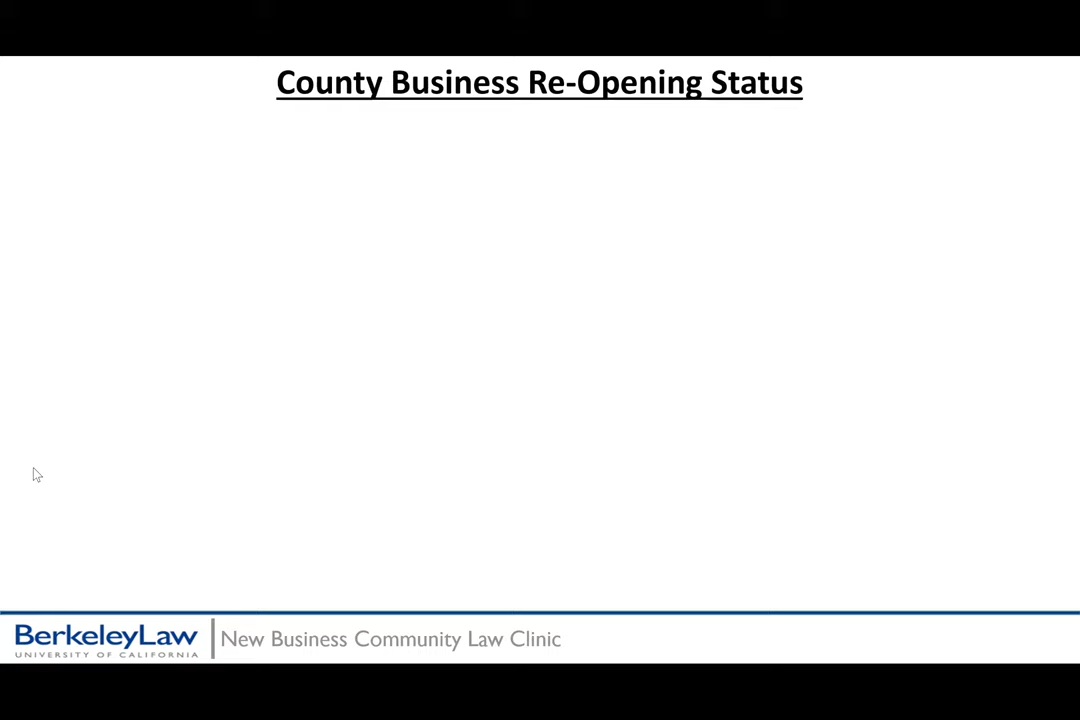 County Business Re-Opening Status
BerkeleyLaw
UNIVERSITY OF CALIFORNIA
New Business Community Law Clinic